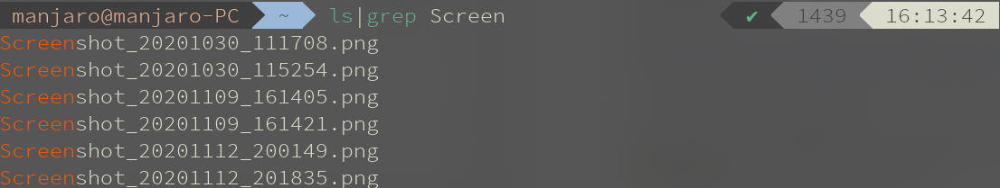 manjaro@manjaro-PC ~ ls|grep Screen ✔ 1439 16:13:42
Screenshot_20201030_111708.png
Screenshot_20201030_115254.png
Screenshot_20201109_161405.png
Screenshot_20201109_161421.png
Screenshot_20201112_200149.png
Screenshot_20201112_201835.png